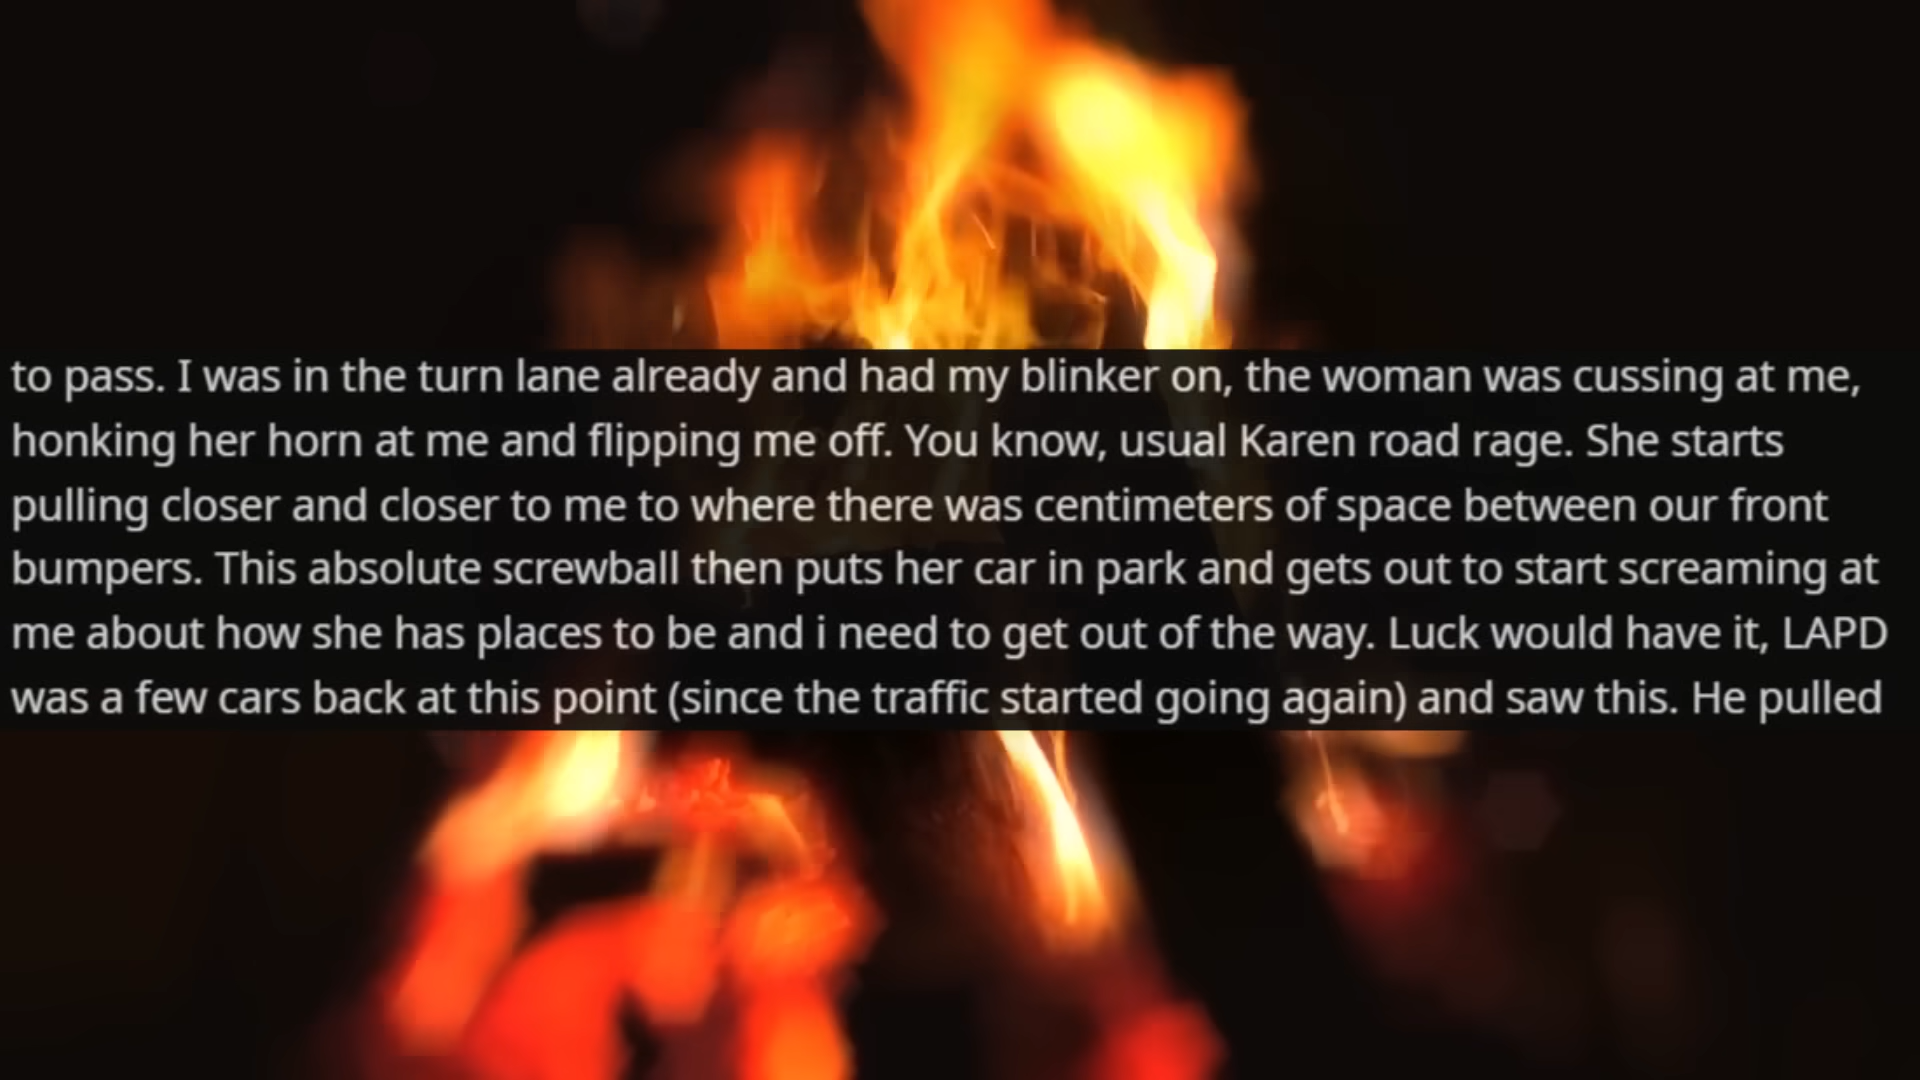 to pass. I was in the turn lane already and had my blinker on, the woman was cussing at me,
honking her horn at me and flipping me off. You know, usual Karen road rage. She starts
pulling closer and closer to me to where there was centimeters of space between our front
bumpers. This absolute screwball then puts her car in park and gets out to start screaming at
me about how she has places to be and i need to get out of the way. Luck would have it, LAPD
was a few cars back at this point (since the traffic started going again) and saw this. He pulled